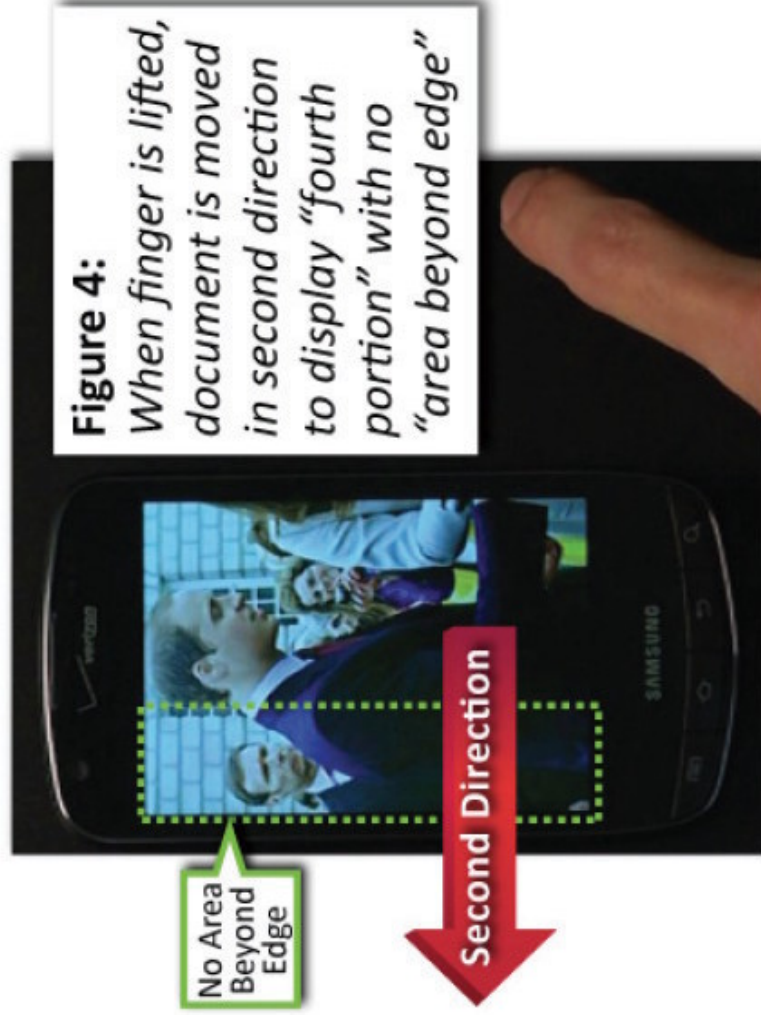 Figure 4:
When finger is lifted,
document is moved
in second direction
to display “fourth
portion” with no
“area beyond edge”
verizon
SAMSUNG
No Area
Beyond
Edge
Second Direction